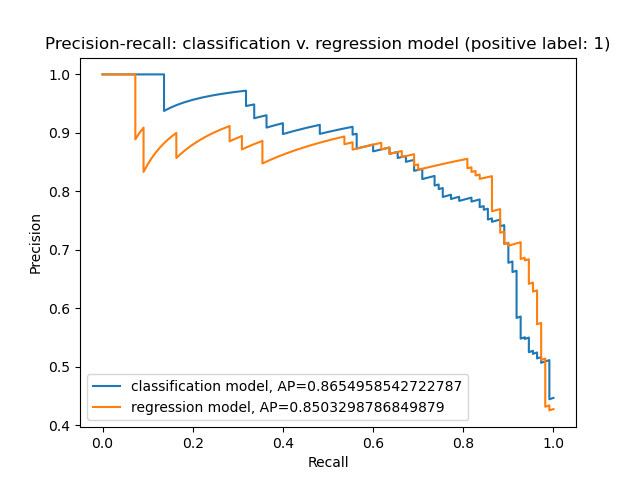 Precision-recall: classification v. regression model (positive label: 1)
1.0
0.9
0.8
0.7
0.6
0.5
0.4
Precision
classification model, AP=0.8654958542722787
regression model, AP=0.8503298786849879
0.0
0.2
0.4
0.6
0.8
1.0
Recall